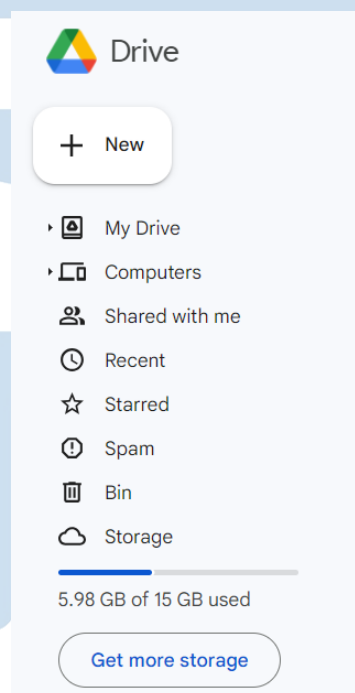 Drive
New
My Drive
Computers
Shared with me
Recent
Starred
Spam
Bin
Storage
5.98 GB of 15 GB used
Get more storage